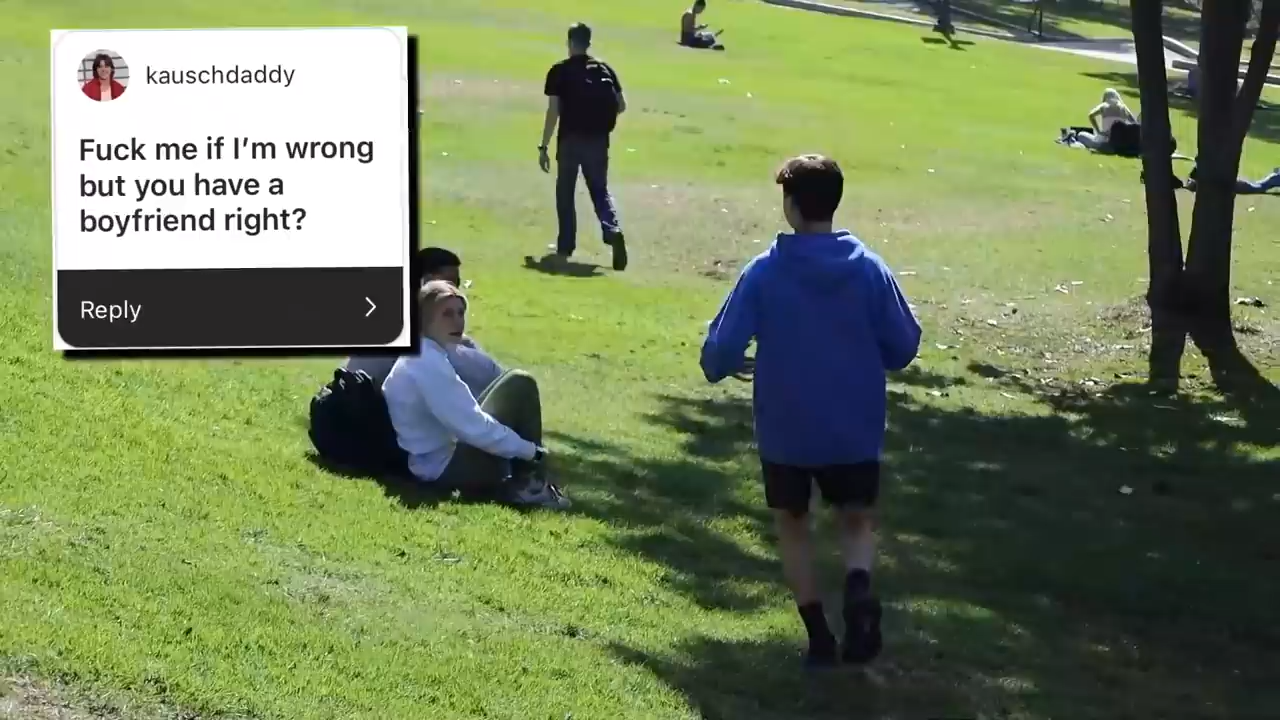 kauschdaddy
Fuck me if I'm wrong
but you have a
boyfriend right?
Reply